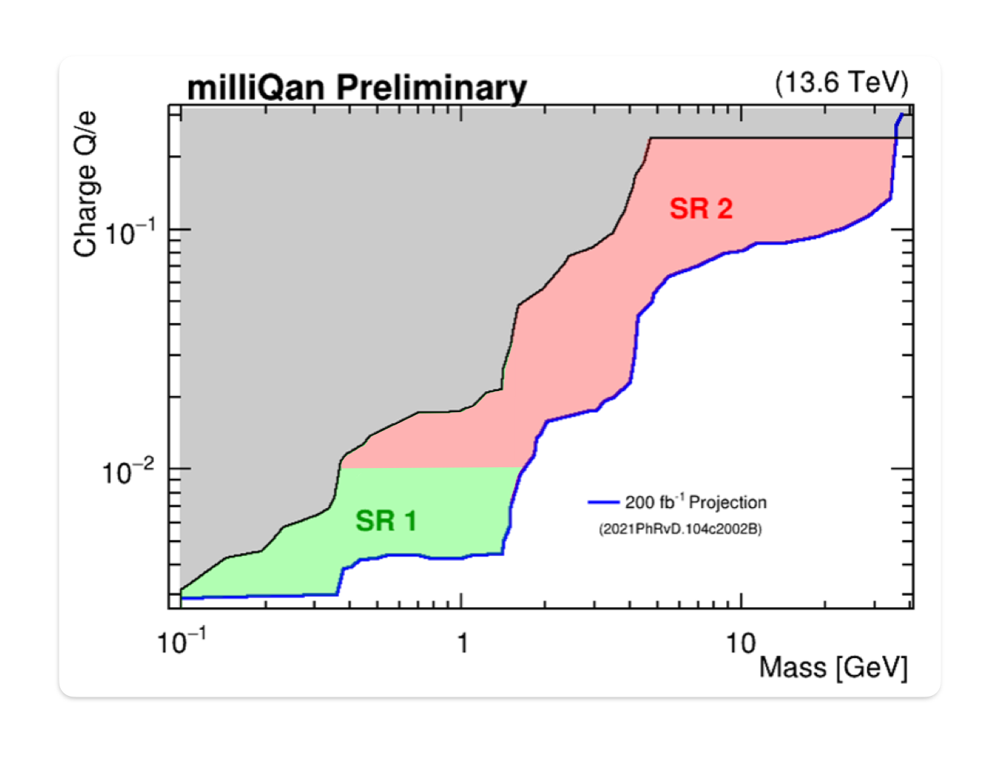 milliQan Preliminary
(13.6 TeV)
Charge Q/e
10⁻¹
10⁻²
SR 2
SR 1
200 fb⁻¹ Projection
(2021PhRvD.104c2002B)
10⁻¹
1
10
Mass [GeV]